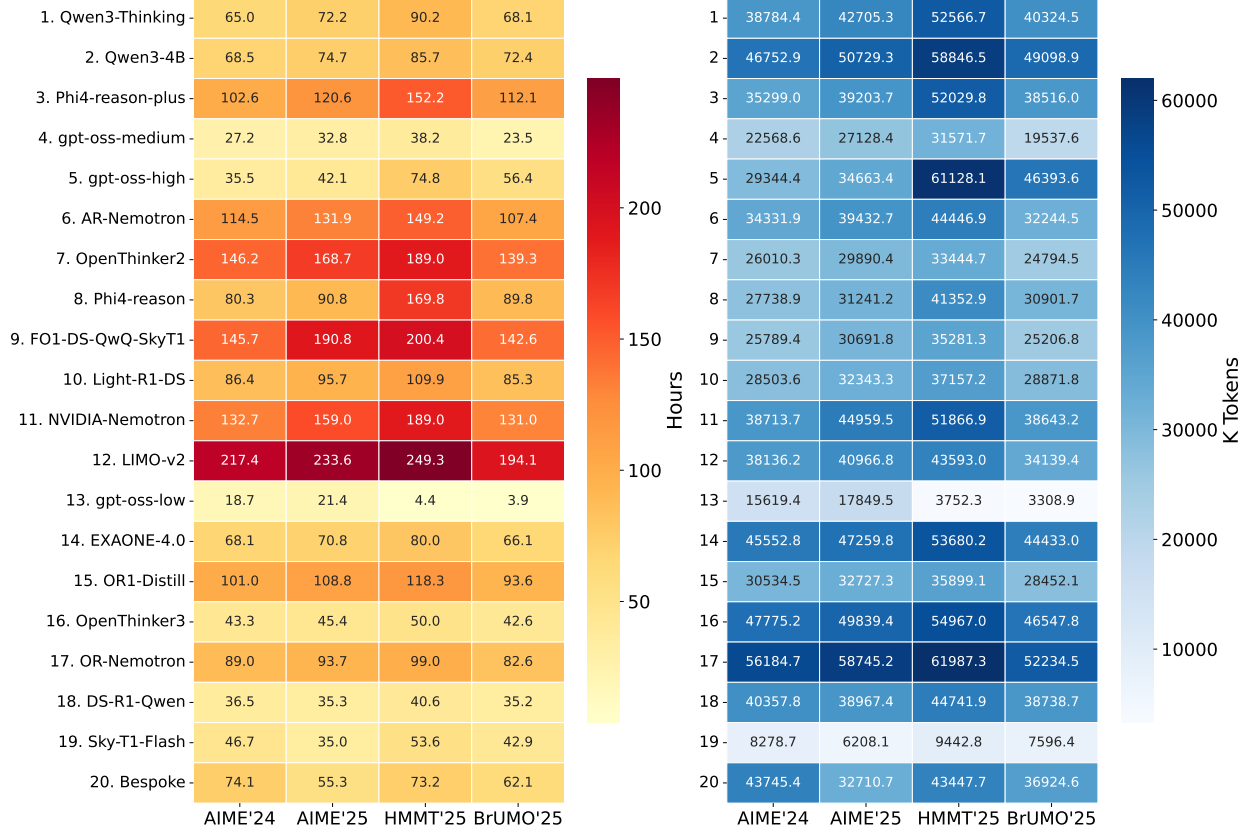 1. Qwen3-Thinking 65.0 72.2 90.2 68.1
2. Qwen3-4B 68.5 74.7 85.7 72.4
3. Phi4-reason-plus 102.6 120.6 152.2 112.1
4. gpt-oss-medium 27.2 32.8 38.2 23.5
5. gpt-oss-high 35.5 42.1 74.8 56.4
6. AR-Nemotron 114.5 131.9 149.2 107.4
7. OpenThinker2 146.2 168.7 189.0 139.3
8. Phi4-reason 80.3 90.8 169.8 89.8
9. FO1-DS-QwQ-SkyT1 145.7 190.8 200.4 142.6
10. Light-R1-DS 86.4 95.7 109.9 85.3
11. NVIDIA-Nemotron 132.7 159.0 189.0 131.0
12. LIMO-v2 217.4 233.6 249.3 194.1
13. gpt-oss-low 18.7 21.4 4.4 3.9
14. EXAONE-4.0 68.1 70.8 80.0 66.1
15. OR1-Distill 101.0 108.8 118.3 93.6
16. OpenThinker3 43.3 45.4 50.0 42.6
17. OR-Nemotron 89.0 93.7 99.0 82.6
18. DS-R1-Qwen 36.5 35.3 40.6 35.2
19. Sky-T1-Flash 46.7 35.0 53.6 42.9
20. Bespoke 74.1 55.3 73.2 62.1
AIME'24 AIME'25 HMMT'25 BrUMO'25
200
150
100
50
Hours
1 38784.4 42705.3 52566.7 40324.5
2 46752.9 50729.3 58846.5 49098.9
3 35299.0 39203.7 52029.8 38516.0
4 22568.6 27128.4 31571.7 19537.6
5 29344.4 34663.4 61128.1 46393.6
6 34331.9 39432.7 44446.9 32244.5
7 26010.3 29890.4 33444.7 24794.5
8 27738.9 31241.2 41352.9 30901.7
9 25789.4 30691.8 35281.3 25206.8
10 28503.6 32343.3 37157.2 28871.8
11 38713.7 44959.5 51866.9 38643.2
12 38136.2 40966.8 43593.0 34139.4
13 15619.4 17849.5 3752.3 3308.9
14 45552.8 47259.8 53680.2 44433.0
15 30534.5 32727.3 35899.1 28452.1
16 47775.2 49839.4 54967.0 46547.8
17 56184.7 58745.2 61987.3 52234.5
18 40357.8 38967.4 44741.9 38738.7
19 8278.7 6208.1 9442.8 7596.4
20 43745.4 32710.7 43447.7 36924.6
AIME'24 AIME'25 HMMT'25 BrUMO'25
60000
50000
40000
30000
20000
10000
K Tokens